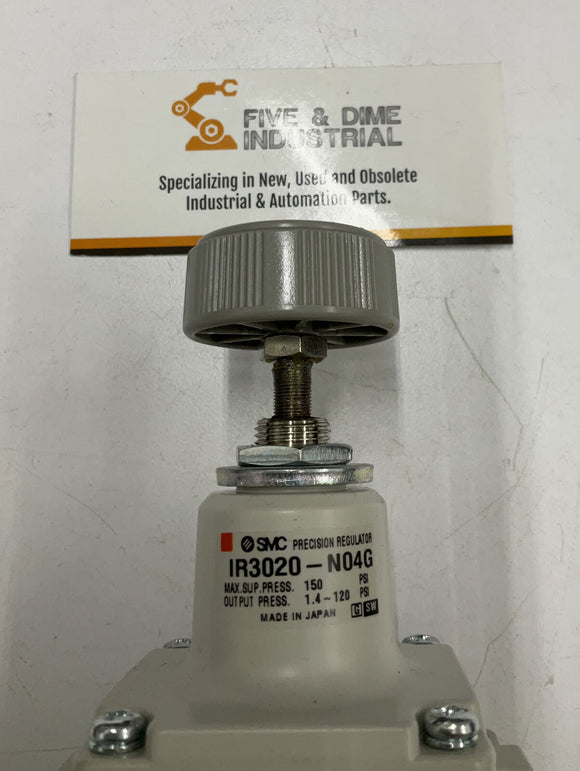 FIVE & DIME
INDUSTRIAL
Specializing in New, Used and Obsolete
Industrial & Automation Parts.
SMC PRECISION REGULATOR
IR3020-N04G
MAX.SUP.PRESS. 150 PSI
OUTPUT PRESS. 1.4~120 PSI
MADE IN JAPAN SW